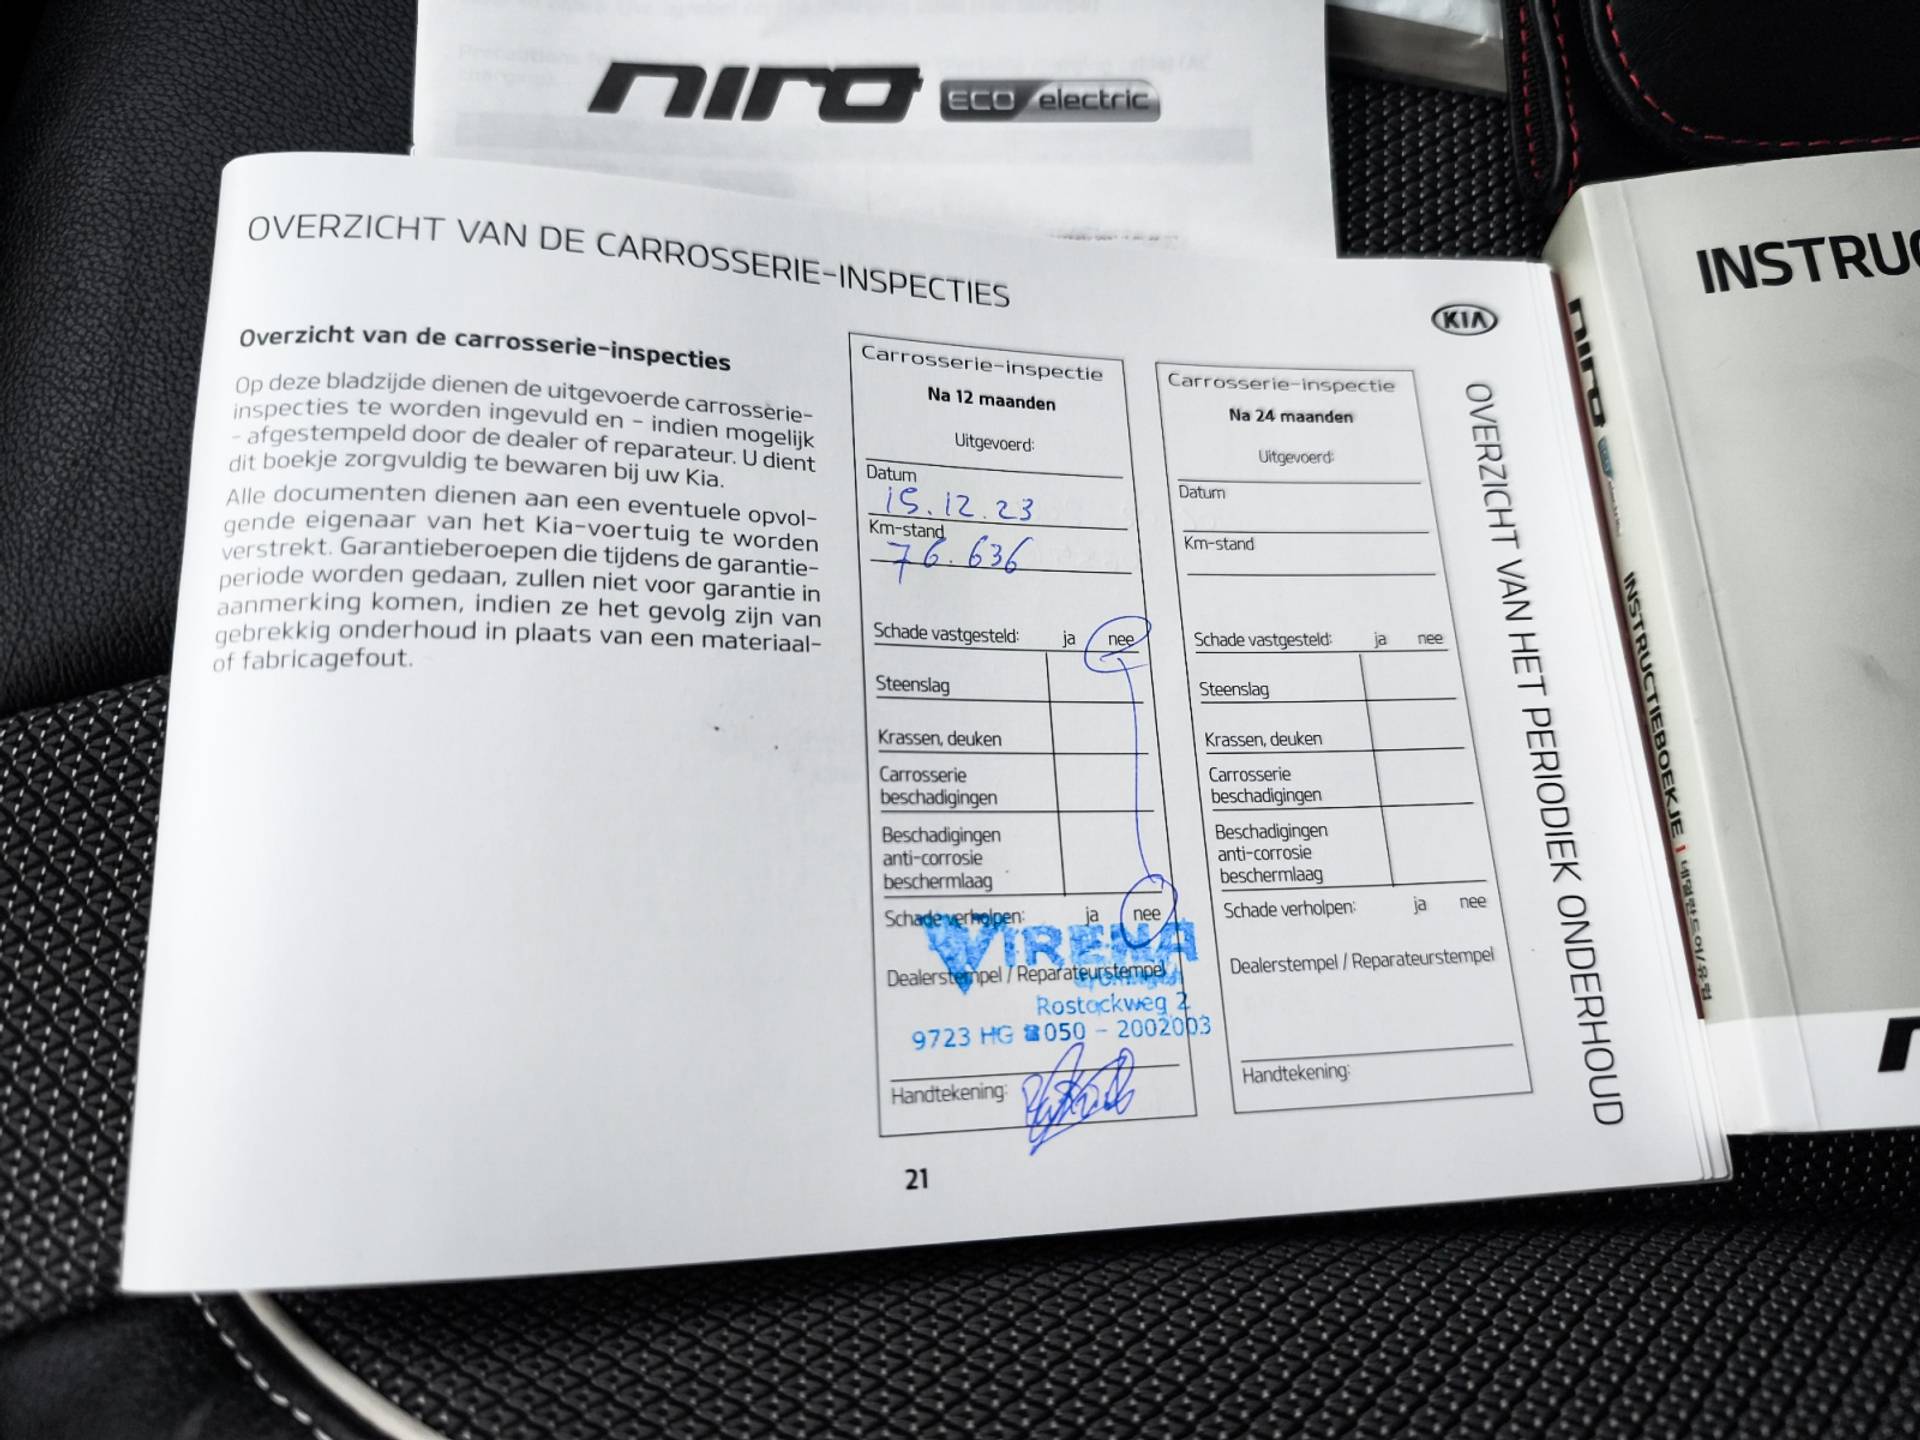 niro ECO electric
OVERZICHT VAN DE CARROSSERIE-INSPECTIES
KIA
Overzicht van de carrosserie-inspecties
Op deze bladzijde dienen de uitgevoerde carrosserie-
inspecties te worden ingevuld en - indien mogelijk
- afgestempeld door de dealer of reparateur. U dient
dit boekje zorgvuldig te bewaren bij uw Kia.
Alle documenten dienen aan een eventuele opvol-
gende eigenaar van het Kia-voertuig te worden
verstrekt. Garantieberoepen die tijdens de garantie-
periode worden gedaan, zullen niet voor garantie in
aanmerking komen, indien ze het gevolg zijn van
gebrekkig onderhoud in plaats van een materiaal-
of fabricagefout.
Carrosserie-inspectie
Na 12 maanden
Uitgevoerd:
Datum
15.12.23
Km-stand
76.636
Schade vastgesteld: ja nee
Steenslag
Krassen, deuken
Carrosserie
beschadigingen
Beschadigingen
anti-corrosie
beschermlaag
Schade verholpen: ja nee
VIRENA
Dealerstempel / Reparateurstempel
Rostockweg 2
9723 HG ☎050 - 2002003
Handtekening:
Carrosserie-inspectie
Na 24 maanden
Uitgevoerd:
Datum
Km-stand
Schade vastgesteld: ja nee
Steenslag
Krassen, deuken
Carrosserie
beschadigingen
Beschadigingen
anti-corrosie
beschermlaag
Schade verholpen: ja nee
Dealerstempel / Reparateurstempel
Handtekening:
21
OVERZICHT VAN HET PERIODIEK ONDERHOUD
niro
INSTRUCTIEBOEKJE
INSTRUC